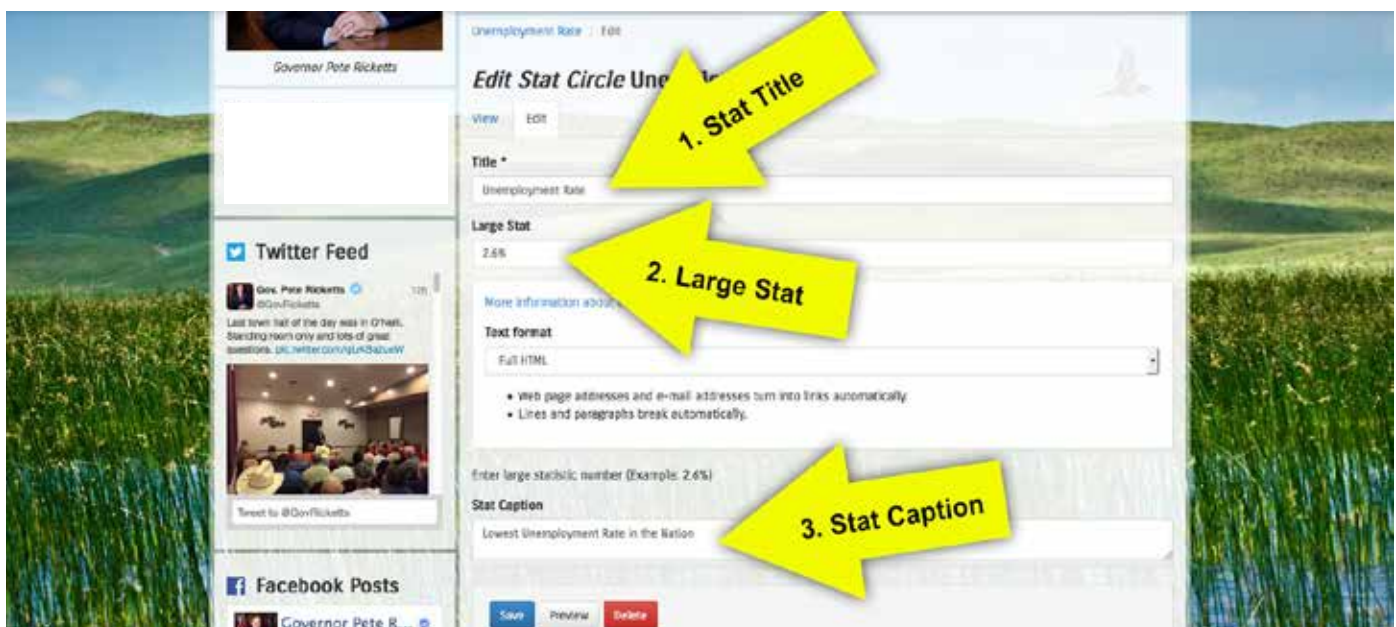 Governor Pete Ricketts
Twitter Feed
Gov. Pete Ricketts
@GovRicketts
Last town hall of the day was in O'Neill.
Standing room only and lots of great
questions.
Tweet to @GovRicketts
Facebook Posts
Governor Pete R...
Unemployment Rate / Edit
Edit Stat Circle
View
Edit
1. Stat Title
Title *
Unemployment Rate
Large Stat
2.6%
2. Large Stat
More information about
Text format
Full HTML
• Web page addresses and e-mail addresses turn into links automatically.
• Lines and paragraphs break automatically.
Enter large statistic number (Example: 2.6%)
Stat Caption
Lowest Unemployment Rate in the Nation
3. Stat Caption
Save
Preview
Delete